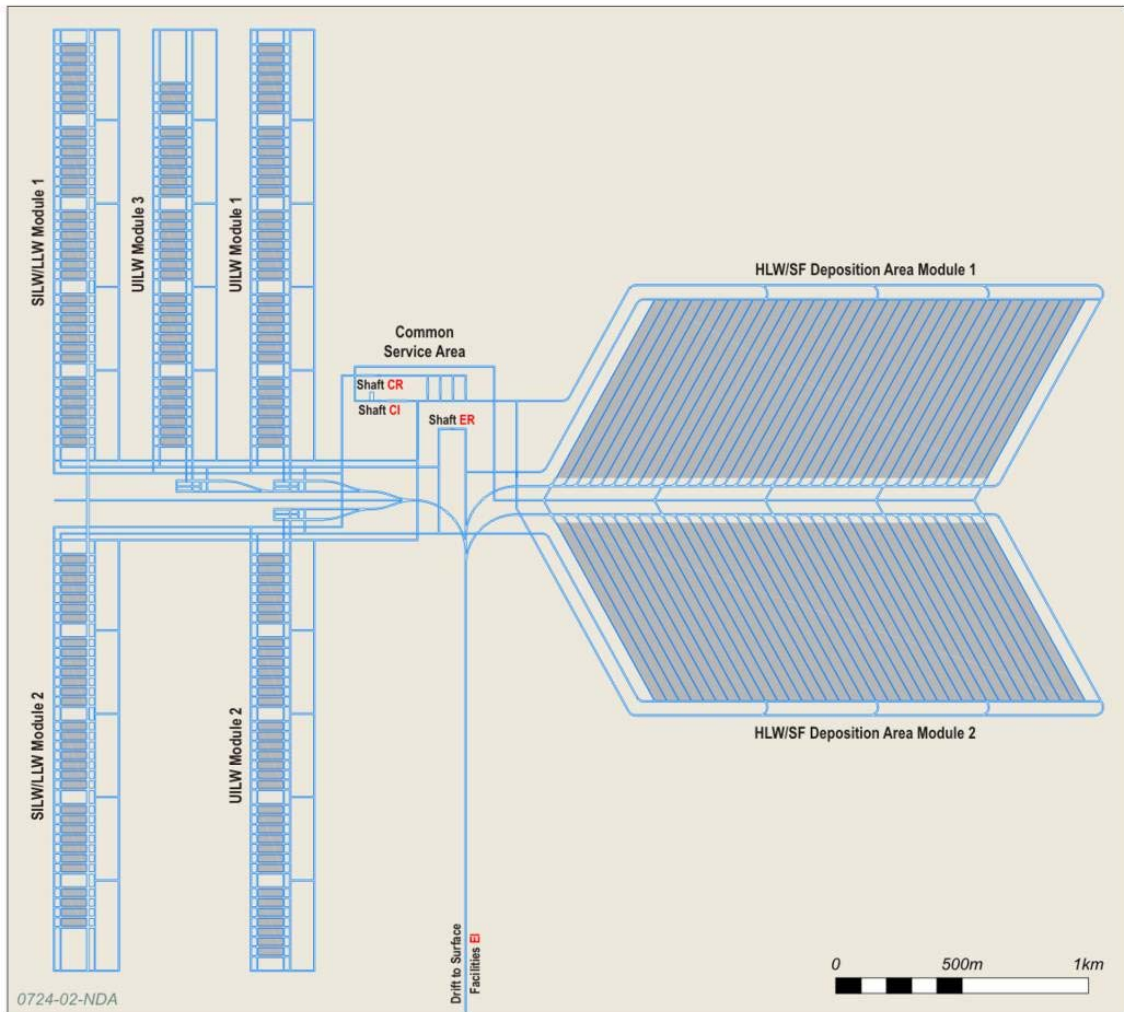 SILW/LLW Module 1
UILW Module 3
UILW Module 1
HLW/SF Deposition Area Module 1
Common
Service Area
Shaft CR
Shaft CI
Shaft ER
SILW/LLW Module 2
UILW Module 2
HLW/SF Deposition Area Module 2
Drift to Surface
Facilities EI
0 500m 1km
0724-02-NDA